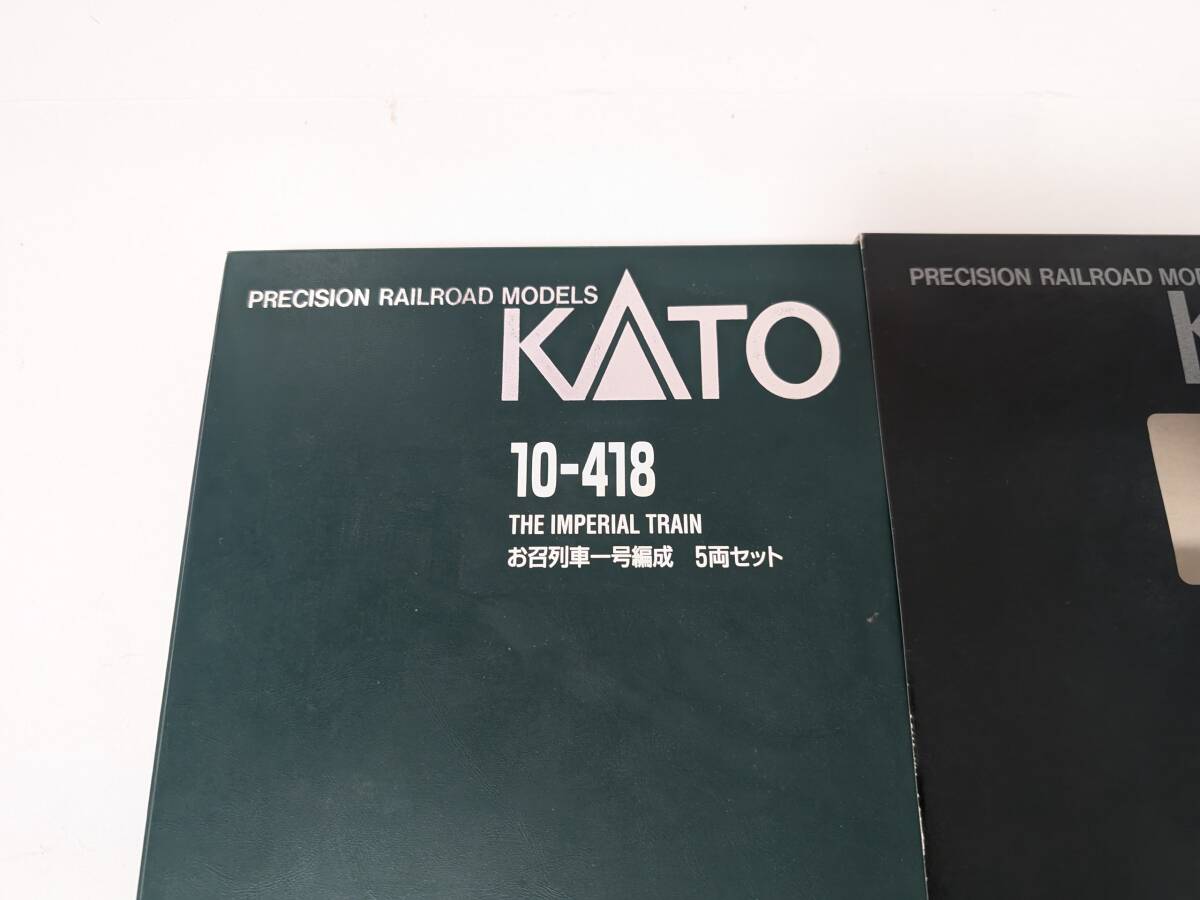 PRECISION RAILROAD MODELS
KATO
10-418
THE IMPERIAL TRAIN
お召列車一号編成 5両セット
PRECISION RAILROAD MO
K